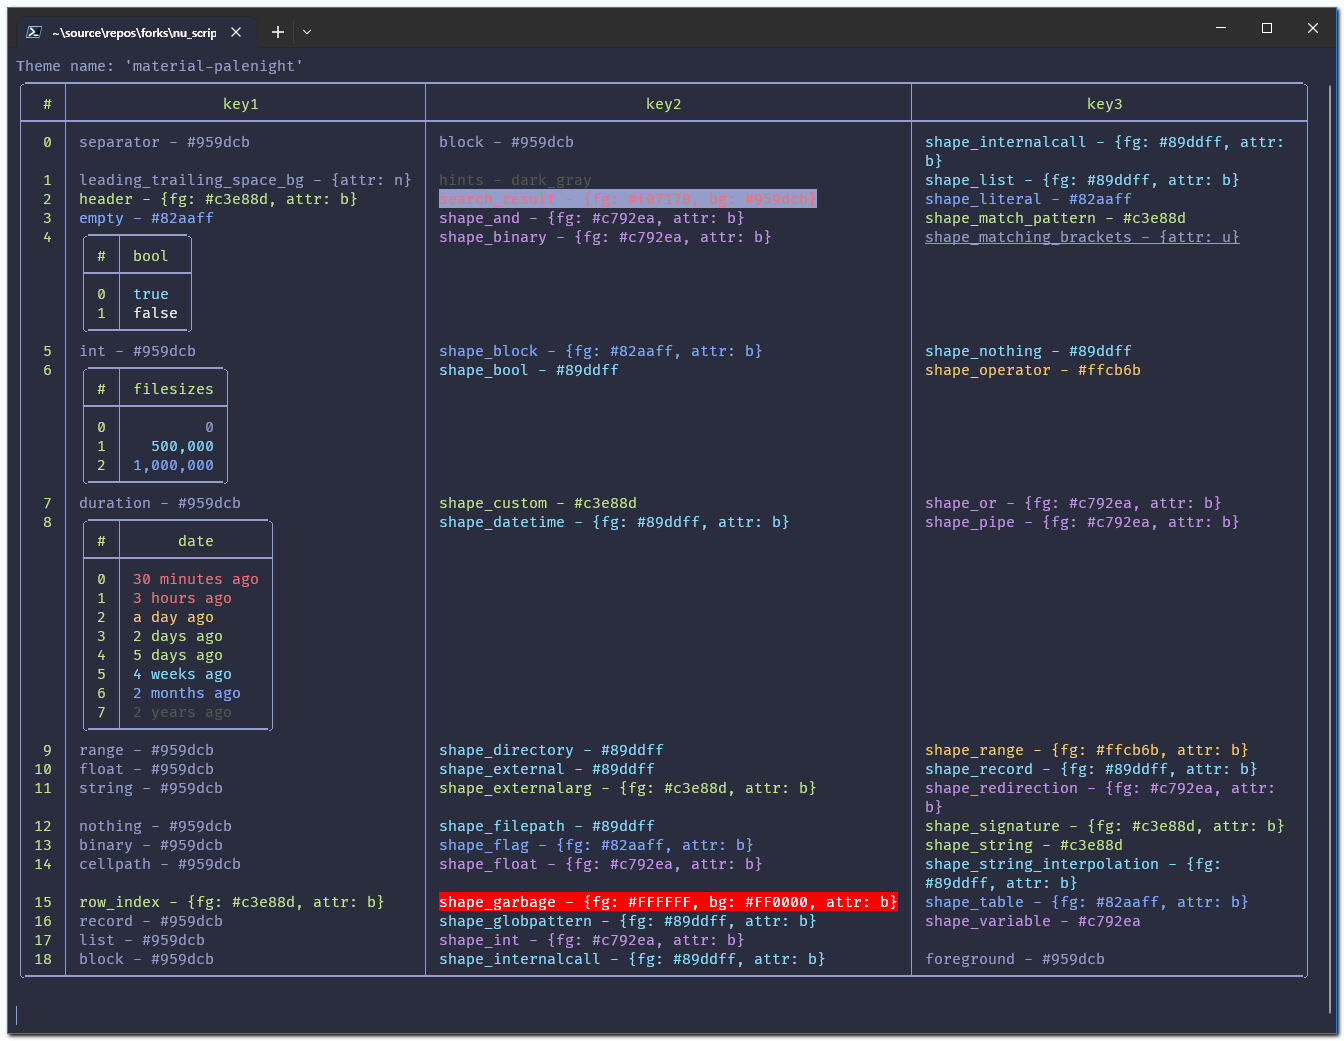 ~\source\repos\forks\nu_scrip
Theme name: 'material-palenight'
# key1 key2 key3
0 separator - #959dcb block - #959dcb shape_internalcall - {fg: #89ddff, attr:
b}
1 leading_trailing_space_bg - {attr: n} hints - dark_gray shape_list - {fg: #89ddff, attr: b}
2 header - {fg: #c3e88d, attr: b} search_result - {fg: #f07178, bg: #959dcb} shape_literal - #82aaff
3 empty - #82aaff shape_and - {fg: #c792ea, attr: b} shape_match_pattern - #c3e88d
4 shape_binary - {fg: #c792ea, attr: b} shape_matching_brackets - {attr: u}
# bool
0 true
1 false
5 int - #959dcb shape_block - {fg: #82aaff, attr: b} shape_nothing - #89ddff
6 shape_bool - #89ddff shape_operator - #ffcb6b
# filesizes
0 0
1 500,000
2 1,000,000
7 duration - #959dcb shape_custom - #c3e88d shape_or - {fg: #c792ea, attr: b}
8 shape_datetime - {fg: #89ddff, attr: b} shape_pipe - {fg: #c792ea, attr: b}
# date
0 30 minutes ago
1 3 hours ago
2 a day ago
3 2 days ago
4 5 days ago
5 4 weeks ago
6 2 months ago
7 2 years ago
9 range - #959dcb shape_directory - #89ddff shape_range - {fg: #ffcb6b, attr: b}
10 float - #959dcb shape_external - #89ddff shape_record - {fg: #89ddff, attr: b}
11 string - #959dcb shape_externalarg - {fg: #c3e88d, attr: b} shape_redirection - {fg: #c792ea, attr:
b}
12 nothing - #959dcb shape_filepath - #89ddff shape_signature - {fg: #c3e88d, attr: b}
13 binary - #959dcb shape_flag - {fg: #82aaff, attr: b} shape_string - #c3e88d
14 cellpath - #959dcb shape_float - {fg: #c792ea, attr: b} shape_string_interpolation - {fg:
#89ddff, attr: b}
15 row_index - {fg: #c3e88d, attr: b} shape_garbage - {fg: #FFFFFF, bg: #FF0000, attr: b} shape_table - {fg: #82aaff, attr: b}
16 record - #959dcb shape_globpattern - {fg: #89ddff, attr: b} shape_variable - #c792ea
17 list - #959dcb shape_int - {fg: #c792ea, attr: b}
18 block - #959dcb shape_internalcall - {fg: #89ddff, attr: b} foreground - #959dcb